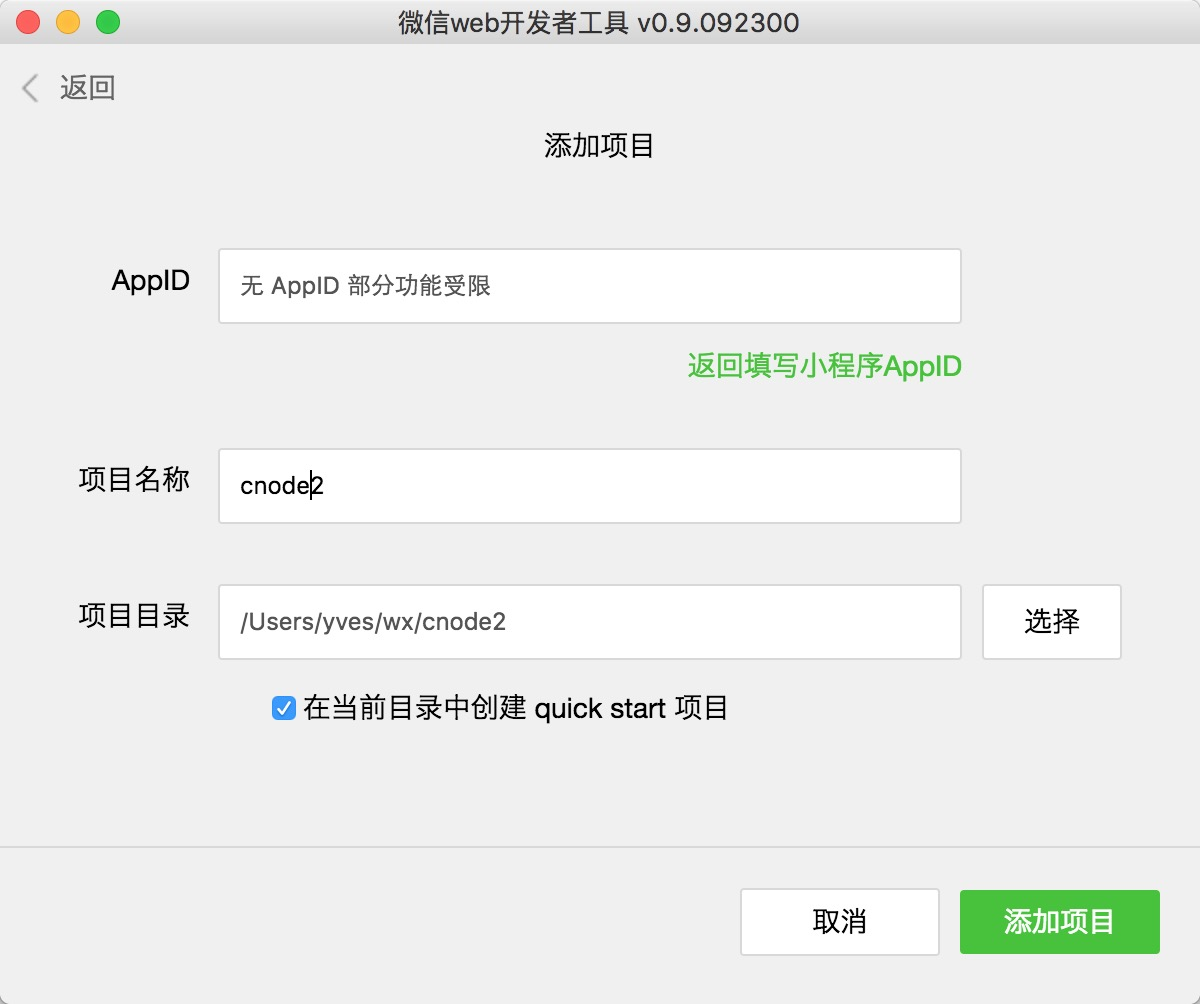 微信web开发者工具 v0.9.092300
返回
添加项目
AppID
无 AppID 部分功能受限
返回填写小程序AppID
项目名称
cnode2
项目目录
/Users/yves/wx/cnode2
选择
在当前目录中创建 quick start 项目
取消
添加项目